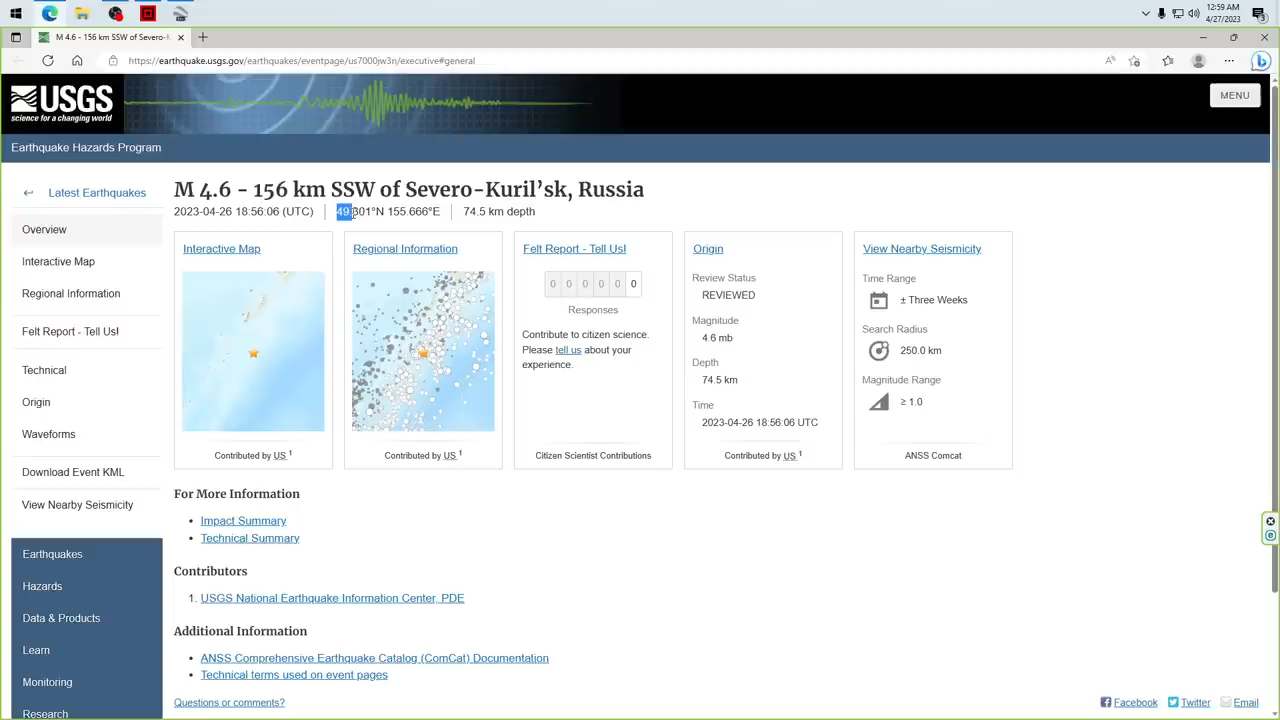 12:59 AM
4/27/2023
3
M 4.6 - 156 km SSW of Severo-K
https://earthquake.usgs.gov/earthquakes/eventpage/us7000jw3n/executive#general
USGS
science for a changing world
MENU
Earthquake Hazards Program
Latest Earthquakes
Overview
Interactive Map
Regional Information
Felt Report - Tell Us!
Technical
Origin
Waveforms
Download Event KML
View Nearby Seismicity
Earthquakes
Hazards
Data & Products
Learn
Monitoring
Research
M 4.6 - 156 km SSW of Severo-Kuril’sk, Russia
2023-04-26 18:56:06 (UTC) 49.301°N 155.666°E 74.5 km depth
Interactive Map
Contributed by US 1
Regional Information
Contributed by US 1
Felt Report - Tell Us!
0 0 0 0 0 0
Responses
Contribute to citizen science.
Please tell us about your
experience.
Citizen Scientist Contributions
Origin
Review Status
REVIEWED
Magnitude
4.6 mb
Depth
74.5 km
Time
2023-04-26 18:56:06 UTC
Contributed by US 1
View Nearby Seismicity
Time Range
± Three Weeks
Search Radius
250.0 km
Magnitude Range
≥ 1.0
ANSS Comcat
For More Information
• Impact Summary
• Technical Summary
Contributors
1. USGS National Earthquake Information Center, PDE
Additional Information
• ANSS Comprehensive Earthquake Catalog (ComCat) Documentation
• Technical terms used on event pages
Questions or comments?
Facebook Twitter Email